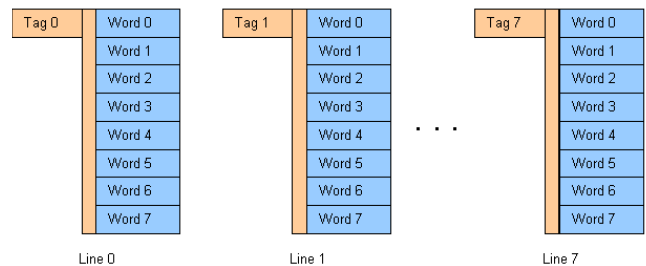 Tag 0 Word 0 Tag 1 Word 0 Tag 7 Word 0
Word 1 Word 1 Word 1
Word 2 Word 2 Word 2
Word 3 Word 3 Word 3
Word 4 . . . Word 4 Word 4
Word 5 Word 5 Word 5
Word 6 Word 6 Word 6
Word 7 Word 7 Word 7
Line 0 Line 1 Line 7